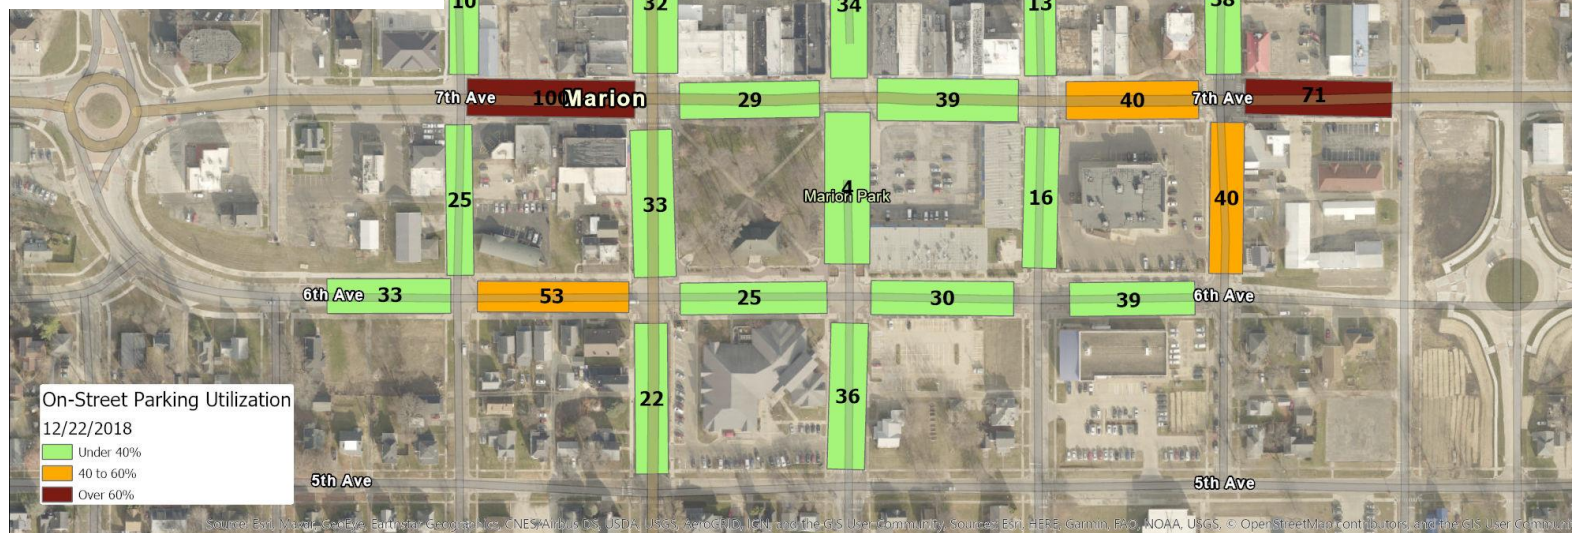 10
32
34
13
38
7th Ave
100
Marion
29
39
40
7th Ave
71
25
33
4
Marion Park
16
40
6th Ave
33
53
25
30
39
6th Ave
22
36
On-Street Parking Utilization
12/22/2018
Under 40%
40 to 60%
Over 60%
5th Ave
5th Ave
Source: Esri, Maxar, GeoEye, Earthstar Geographics, CNES/Airbus DS, USDA, USGS, AeroGRID, IGN, and the GIS User Community, Sources: Esri, HERE, Garmin, FAO, NOAA, USGS, © OpenStreetMap contributors, and the GIS User Communi